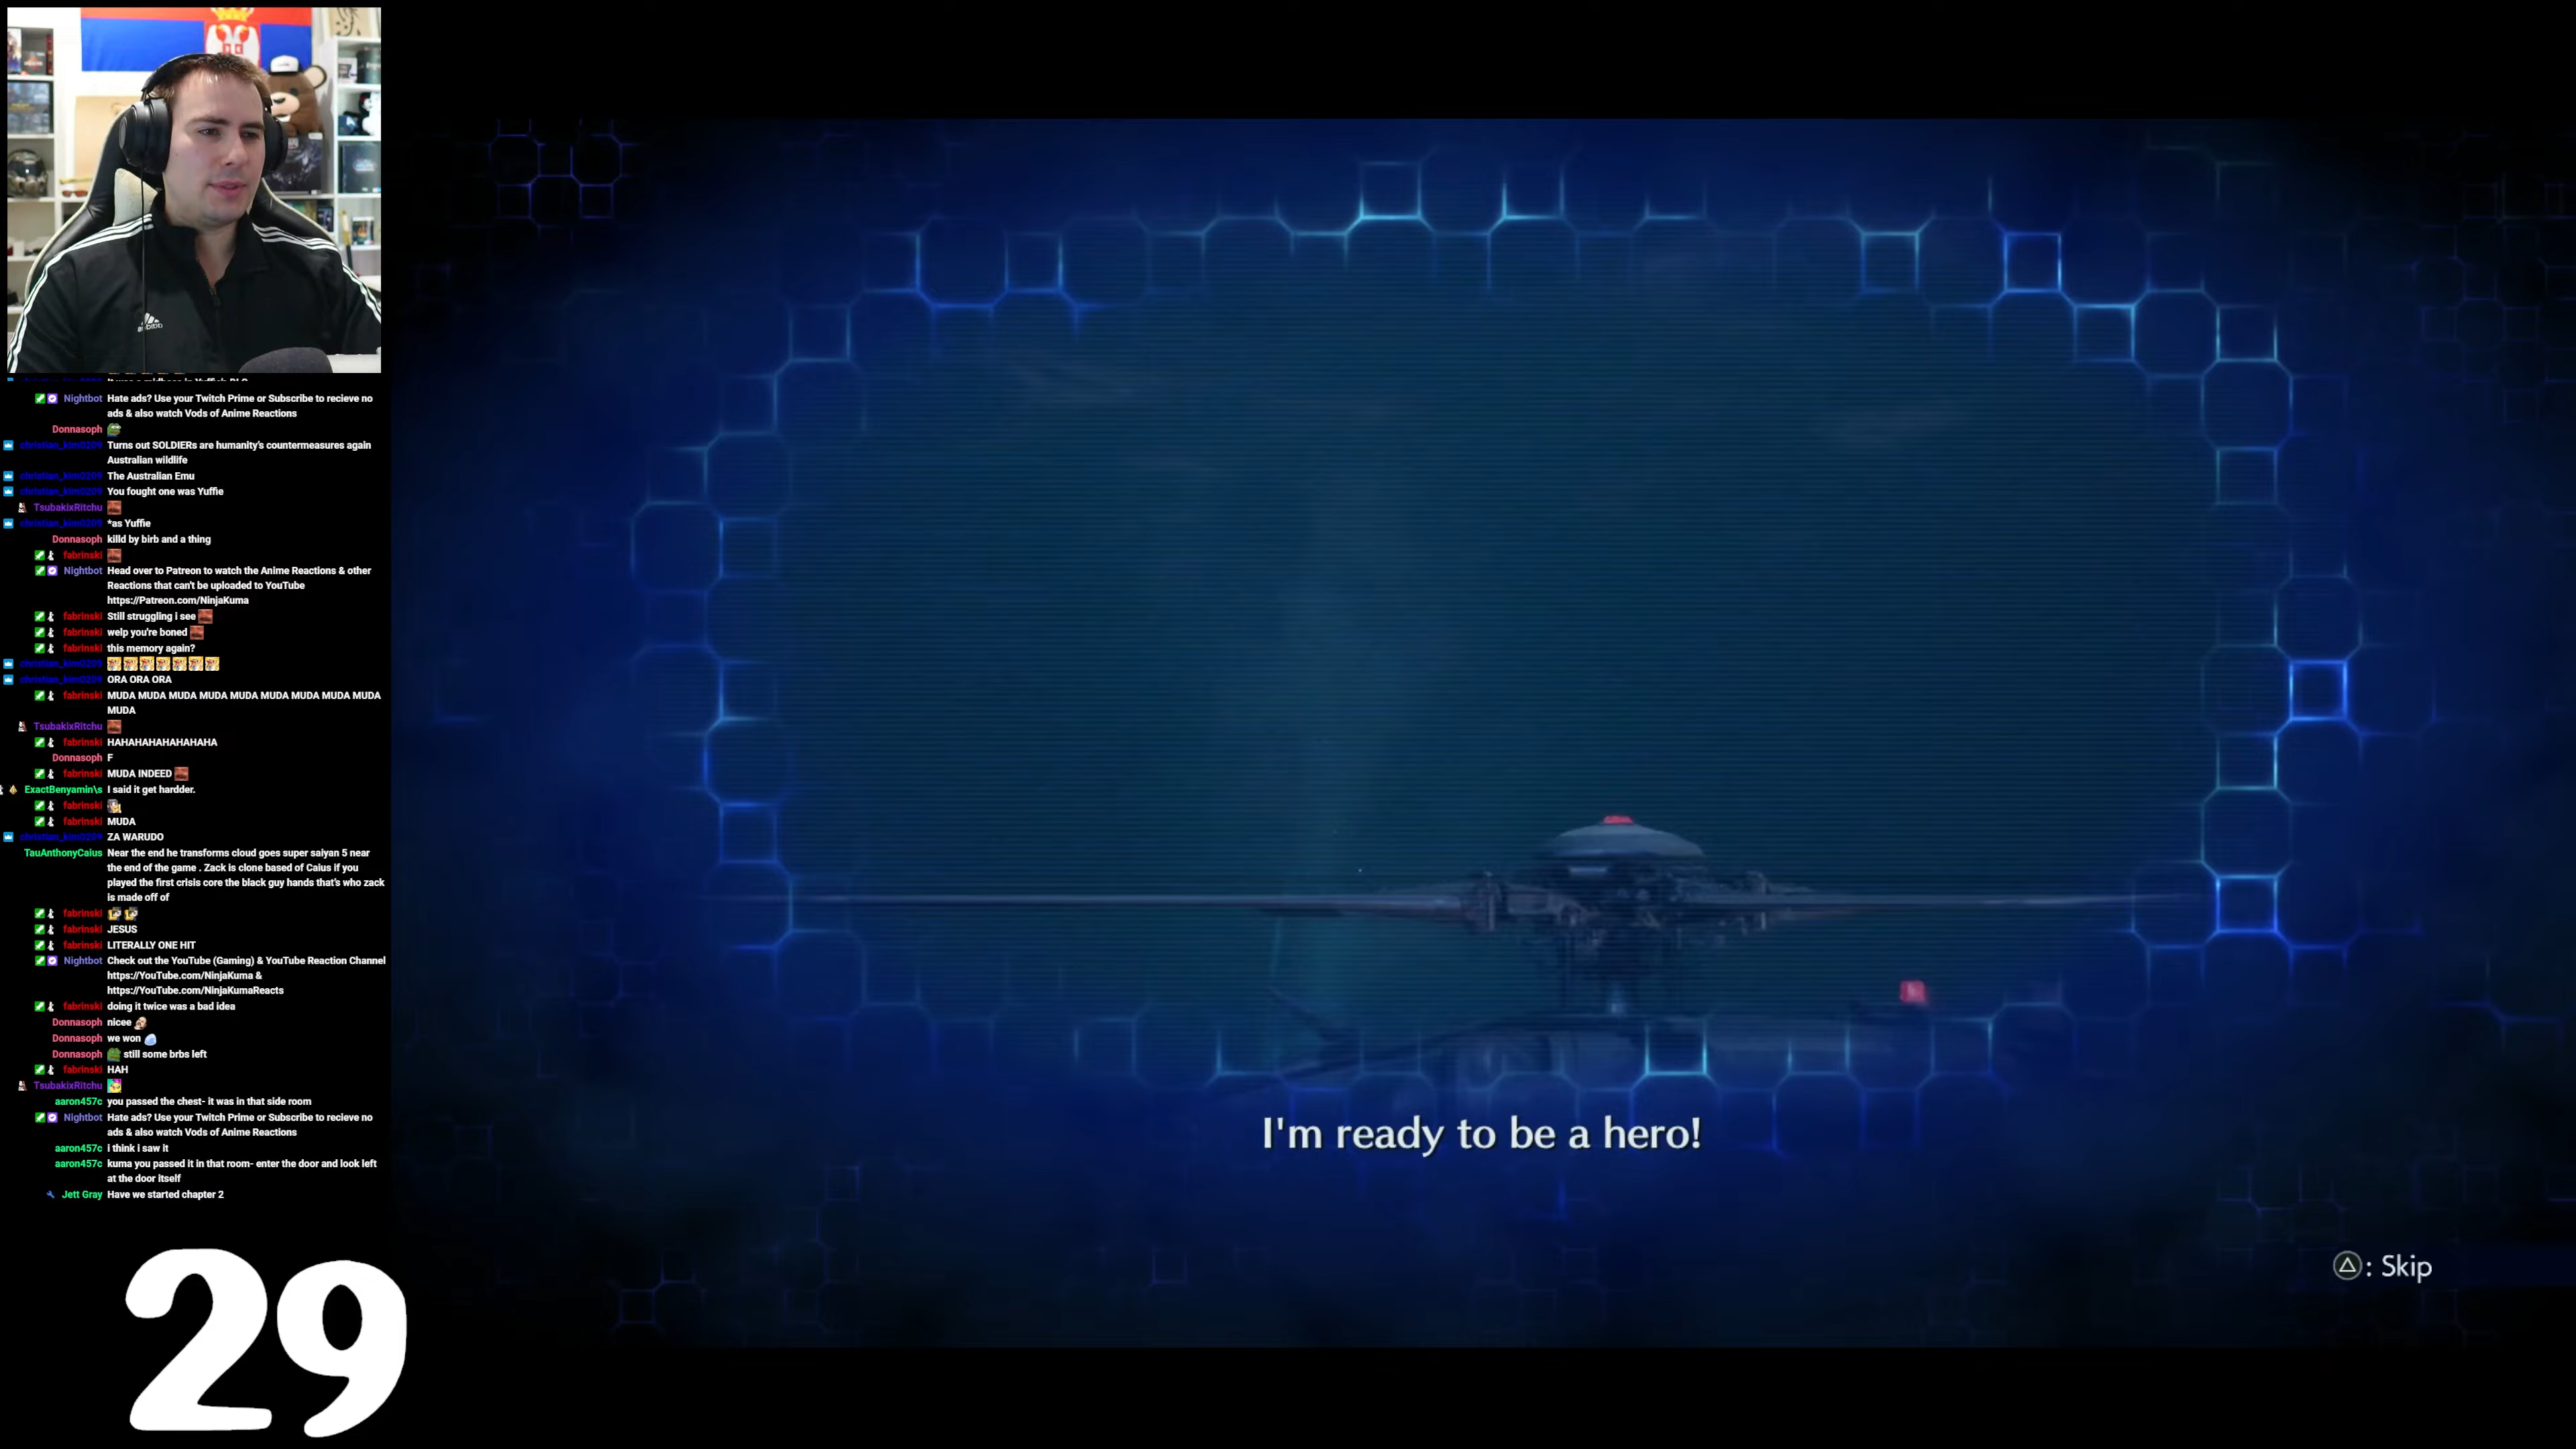 Nightbot Hate ads? Use your Twitch Prime or Subscribe to recieve no
ads & also watch Vods of Anime Reactions
Donnasoph
christian_kim0209 Turns out SOLDIERs are humanity's countermeasures again
Australian wildlife
christian_kim0209 The Australian Emu
christian_kim0209 You fought one was Yuffie
TsubakixRitchu
christian_kim0209 *as Yuffie
Donnasoph killd by birb and a thing
fabrinski
Nightbot Head over to Patreon to watch the Anime Reactions & other
Reactions that can't be uploaded to YouTube
https://Patreon.com/NinjaKuma
fabrinski Still struggling i see
fabrinski welp you're boned
fabrinski this memory again?
christian_kim0209
christian_kim0209 ORA ORA ORA
fabrinski MUDA MUDA MUDA MUDA MUDA MUDA MUDA MUDA MUDA
MUDA
TsubakixRitchu
fabrinski HAHAHAHAHAHAHA
Donnasoph F
fabrinski MUDA INDEED
ExactBenyamin\s I said it get hardder.
fabrinski
fabrinski MUDA
christian_kim0209 ZA WARUDO
TauAnthonyCaius Near the end he transforms cloud goes super saiyan 5 near
the end of the game . Zack is clone based of Caius if you
played the first crisis core the black guy hands that's who zack
is made off of
fabrinski
fabrinski JESUS
fabrinski LITERALLY ONE HIT
Nightbot Check out the YouTube (Gaming) & YouTube Reaction Channel
https://YouTube.com/NinjaKuma &
https://YouTube.com/NinjaKumaReacts
fabrinski doing it twice was a bad idea
Donnasoph nicee
Donnasoph we won
Donnasoph still some brbs left
fabrinski HAH
TsubakixRitchu
aaron457c you passed the chest- it was in that side room
Nightbot Hate ads? Use your Twitch Prime or Subscribe to recieve no
ads & also watch Vods of Anime Reactions
aaron457c i think i saw it
aaron457c kuma you passed it in that room- enter the door and look left
at the door itself
Jett Gray Have we started chapter 2
29
I'm ready to be a hero!
: Skip